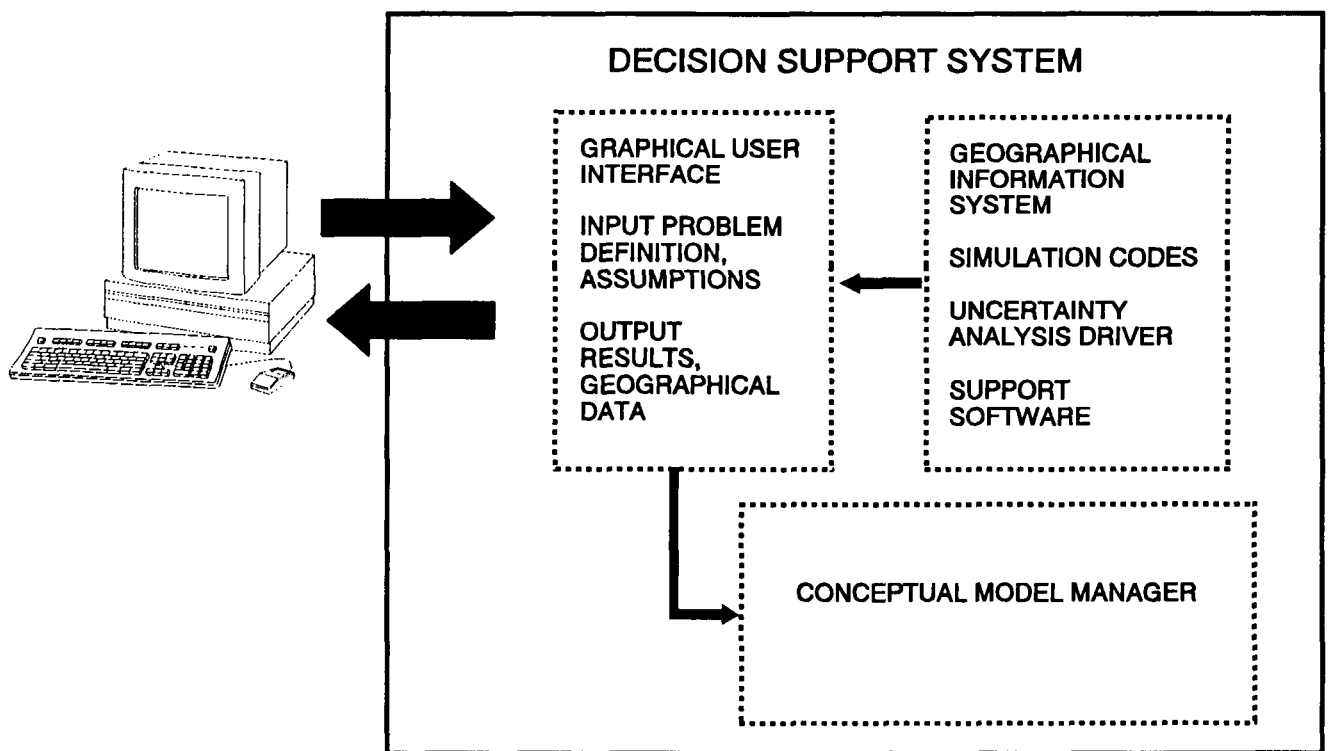 DECISION SUPPORT SYSTEM
GRAPHICAL USER
INTERFACE
INPUT PROBLEM
DEFINITION,
ASSUMPTIONS
OUTPUT
RESULTS,
GEOGRAPHICAL
DATA
GEOGRAPHICAL
INFORMATION
SYSTEM
SIMULATION CODES
UNCERTAINTY
ANALYSIS DRIVER
SUPPORT
SOFTWARE
CONCEPTUAL MODEL MANAGER